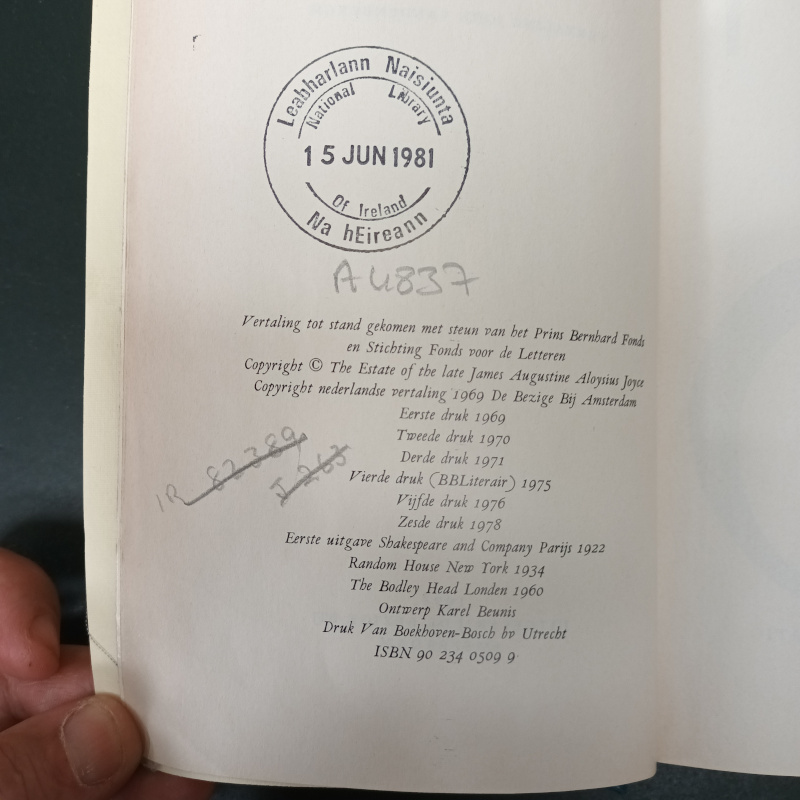 Leabharlann Naisiunta
National Library
15 JUN 1981
Of Ireland
Na hEireann
A4837
Vertaling tot stand gekomen met steun van het Prins Bernhard Fonds
en Stichting Fonds voor de Letteren
Copyright © The Estate of the late James Augustine Aloysius Joyce
Copyright nederlandse vertaling 1969 De Bezige Bij Amsterdam
Eerste druk 1969
Tweede druk 1970
Derde druk 1971
IR 82389
J 263
Vierde druk (BBLiterair) 1975
Vijfde druk 1976
Zesde druk 1978
Eerste uitgave Shakespeare and Company Parijs 1922
Random House New York 1934
The Bodley Head Londen 1960
Ontwerp Karel Beunis
Druk Van Boekhoven-Bosch bv Utrecht
ISBN 90 234 0509 9